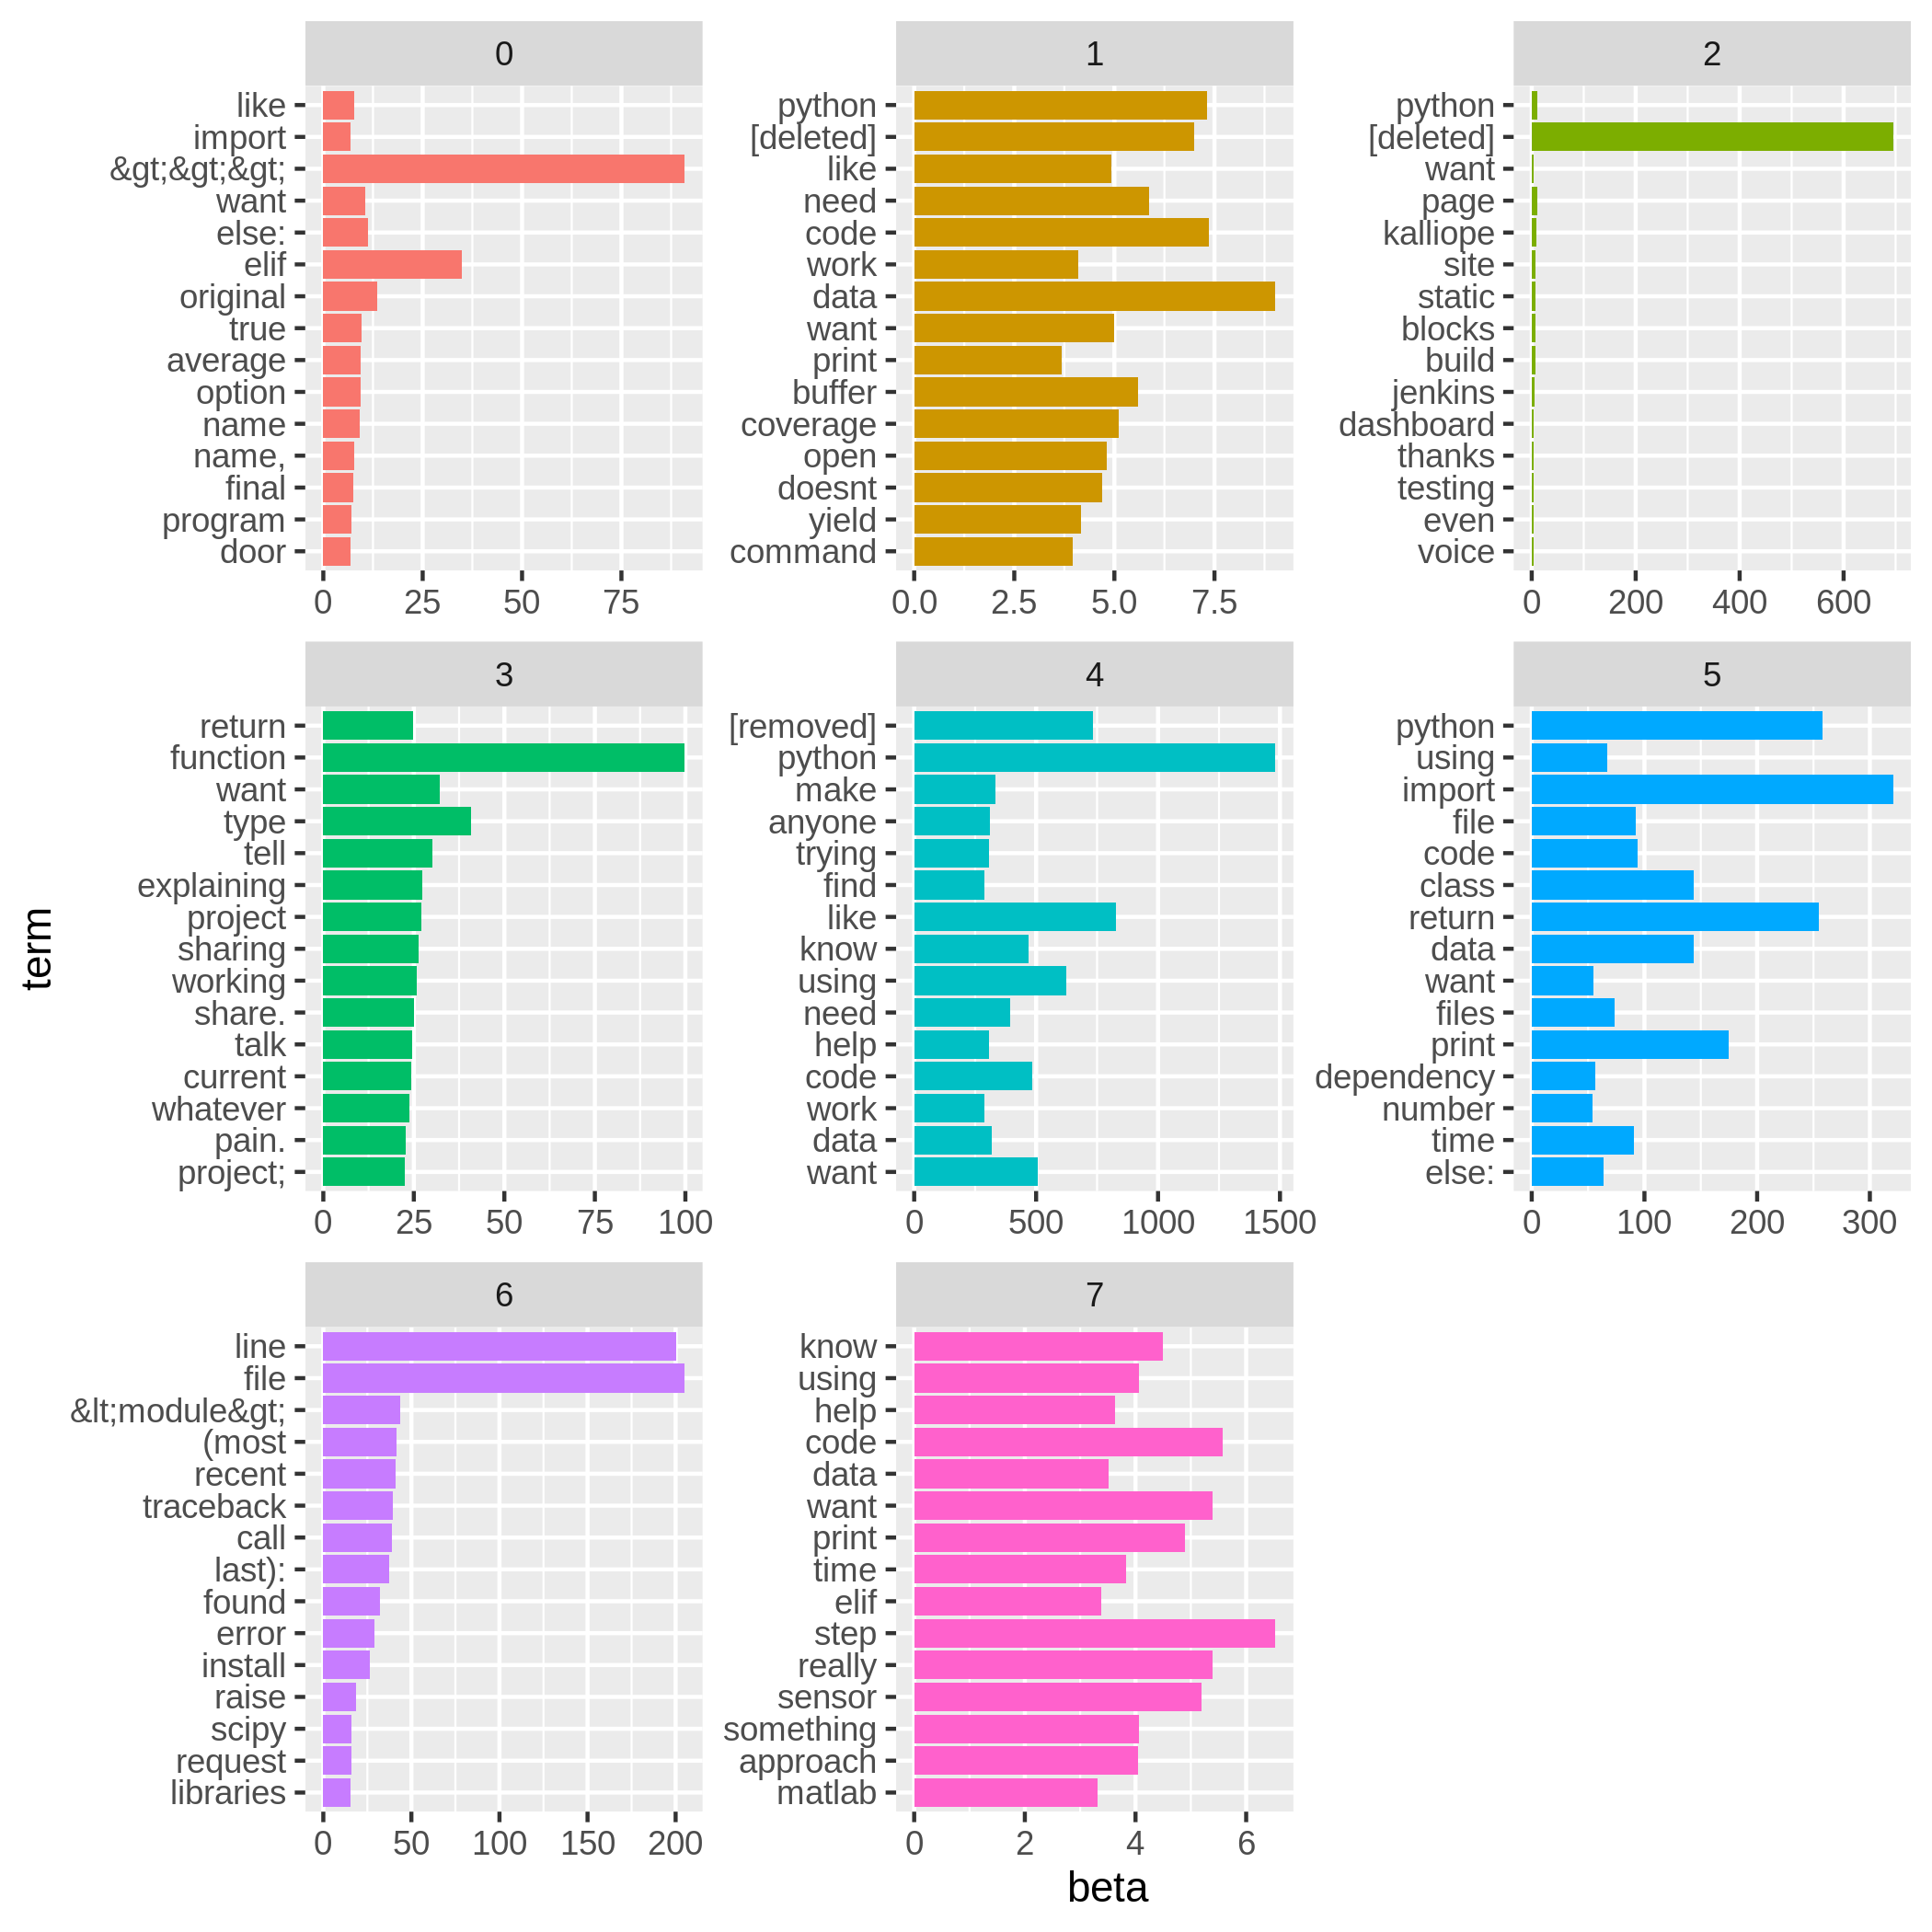 0
like
import
&gt;&gt;&gt;
want
else:
elif
original
true
average
option
name
name,
final
program
door
0 25 50 75
1
python
[deleted]
like
need
code
work
data
want
print
buffer
coverage
open
doesnt
yield
command
0.0 2.5 5.0 7.5
2
python
[deleted]
want
page
kalliope
site
static
blocks
build
jenkins
dashboard
thanks
testing
even
voice
0 200 400 600
3
return
function
want
type
tell
explaining
project
sharing
working
share.
talk
current
whatever
pain.
project;
0 25 50 75 100
4
[removed]
python
make
anyone
trying
find
like
know
using
need
help
code
work
data
want
0 500 1000 1500
5
python
using
import
file
code
class
return
data
want
files
print
dependency
number
time
else:
0 100 200 300
6
line
file
&lt;module&gt;
(most
recent
traceback
call
last):
found
error
install
raise
scipy
request
libraries
0 50 100 150 200
7
know
using
help
code
data
want
print
time
elif
step
really
sensor
something
approach
matlab
0 2 4 6
term
beta